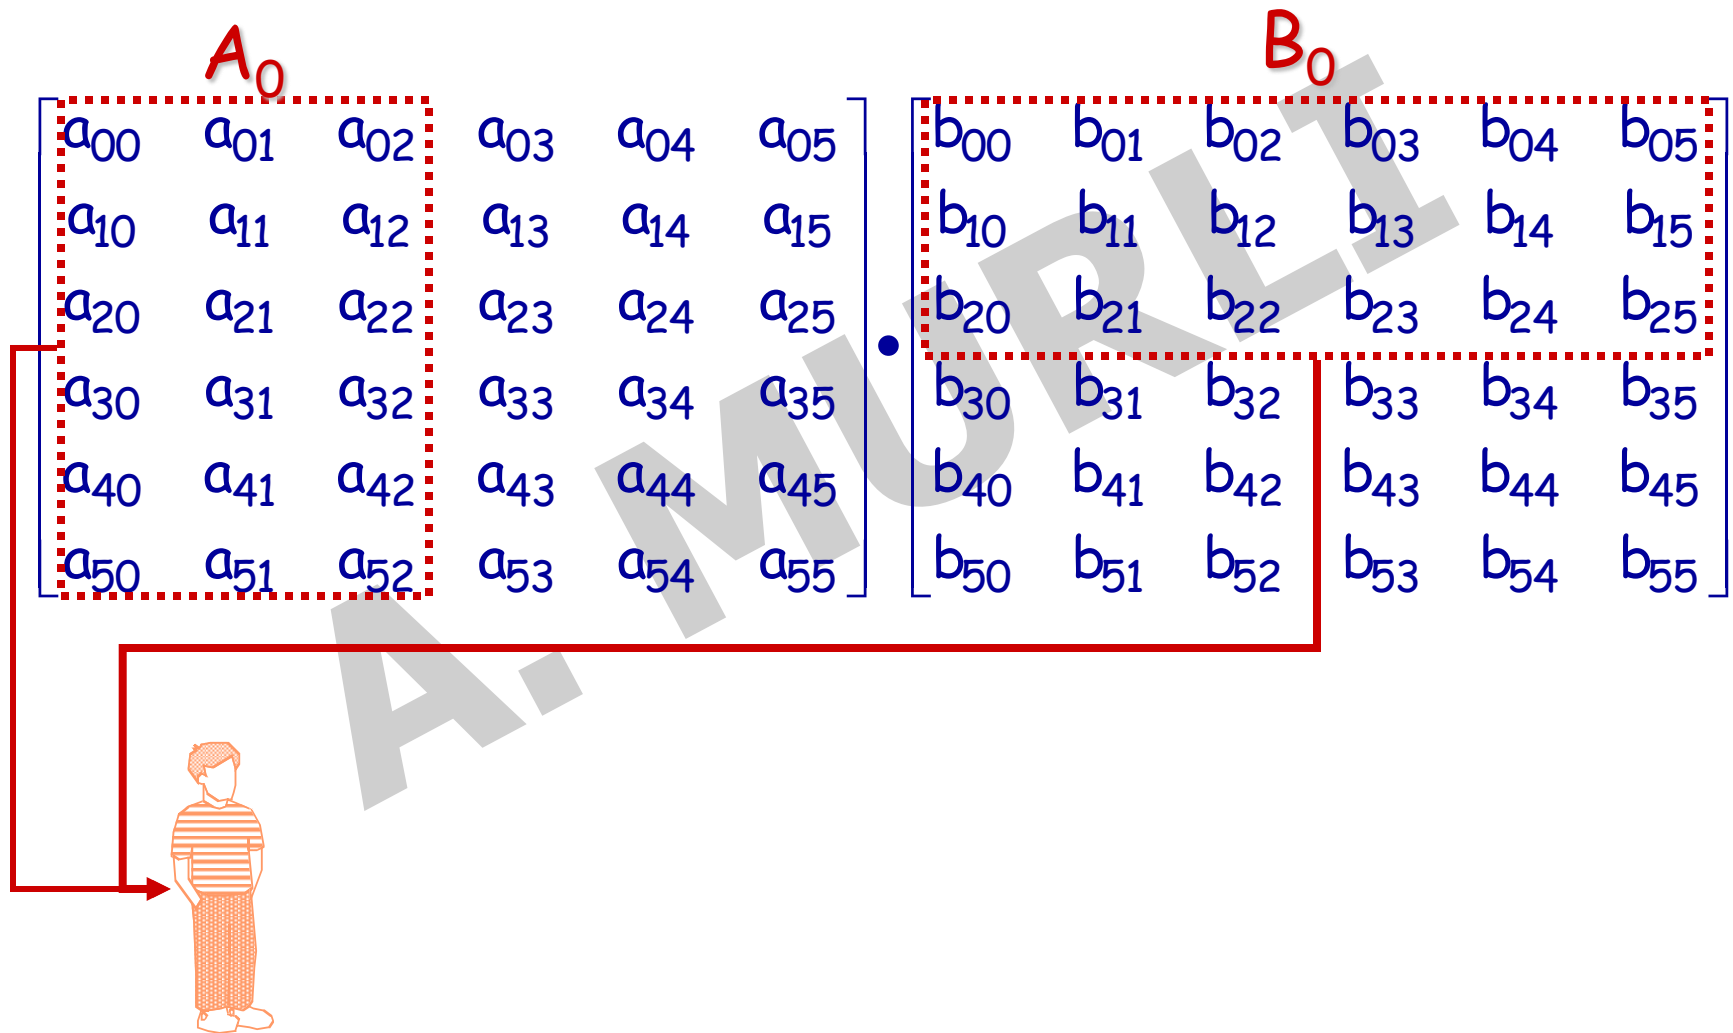 A0 B0
a00 a01 a02 a03 a04 a05 b00 b01 b02 b03 b04 b05
a10 a11 a12 a13 a14 a15 b10 b11 b12 b13 b14 b15
a20 a21 a22 a23 a24 a25 b20 b21 b22 b23 b24 b25
•
a30 a31 a32 a33 a34 a35 b30 b31 b32 b33 b34 b35
a40 a41 a42 a43 a44 a45 b40 b41 b42 b43 b44 b45
a50 a51 a52 a53 a54 a55 b50 b51 b52 b53 b54 b55
A. MURLI